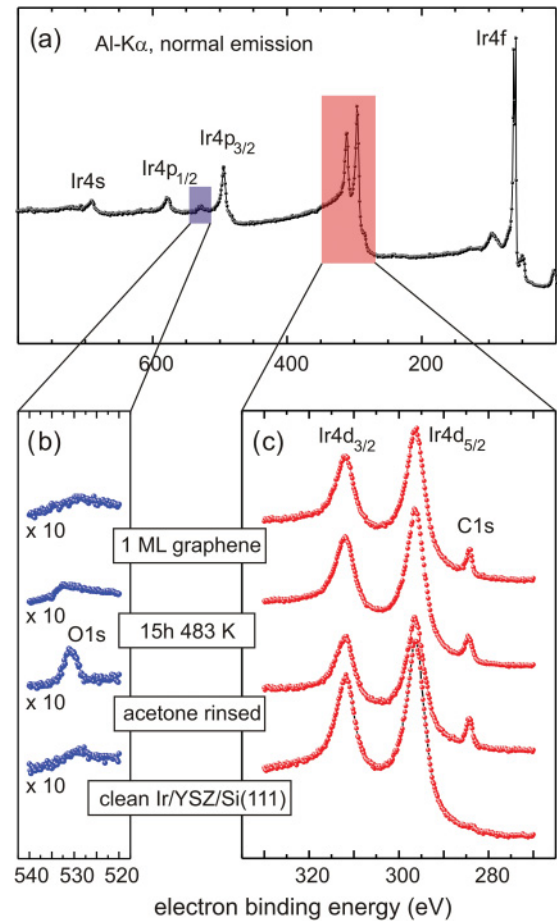 (a) Al-Kα, normal emission
Ir4f
Ir4p3/2
Ir4p1/2
Ir4s
600 400 200
(b) (c)
Ir4d3/2 Ir4d5/2
C1s
x 10
1 ML graphene
x 10
15h 483 K
O1s
x 10
acetone rinsed
x 10
clean Ir/YSZ/Si(111)
540 530 520 320 300 280
electron binding energy (eV)